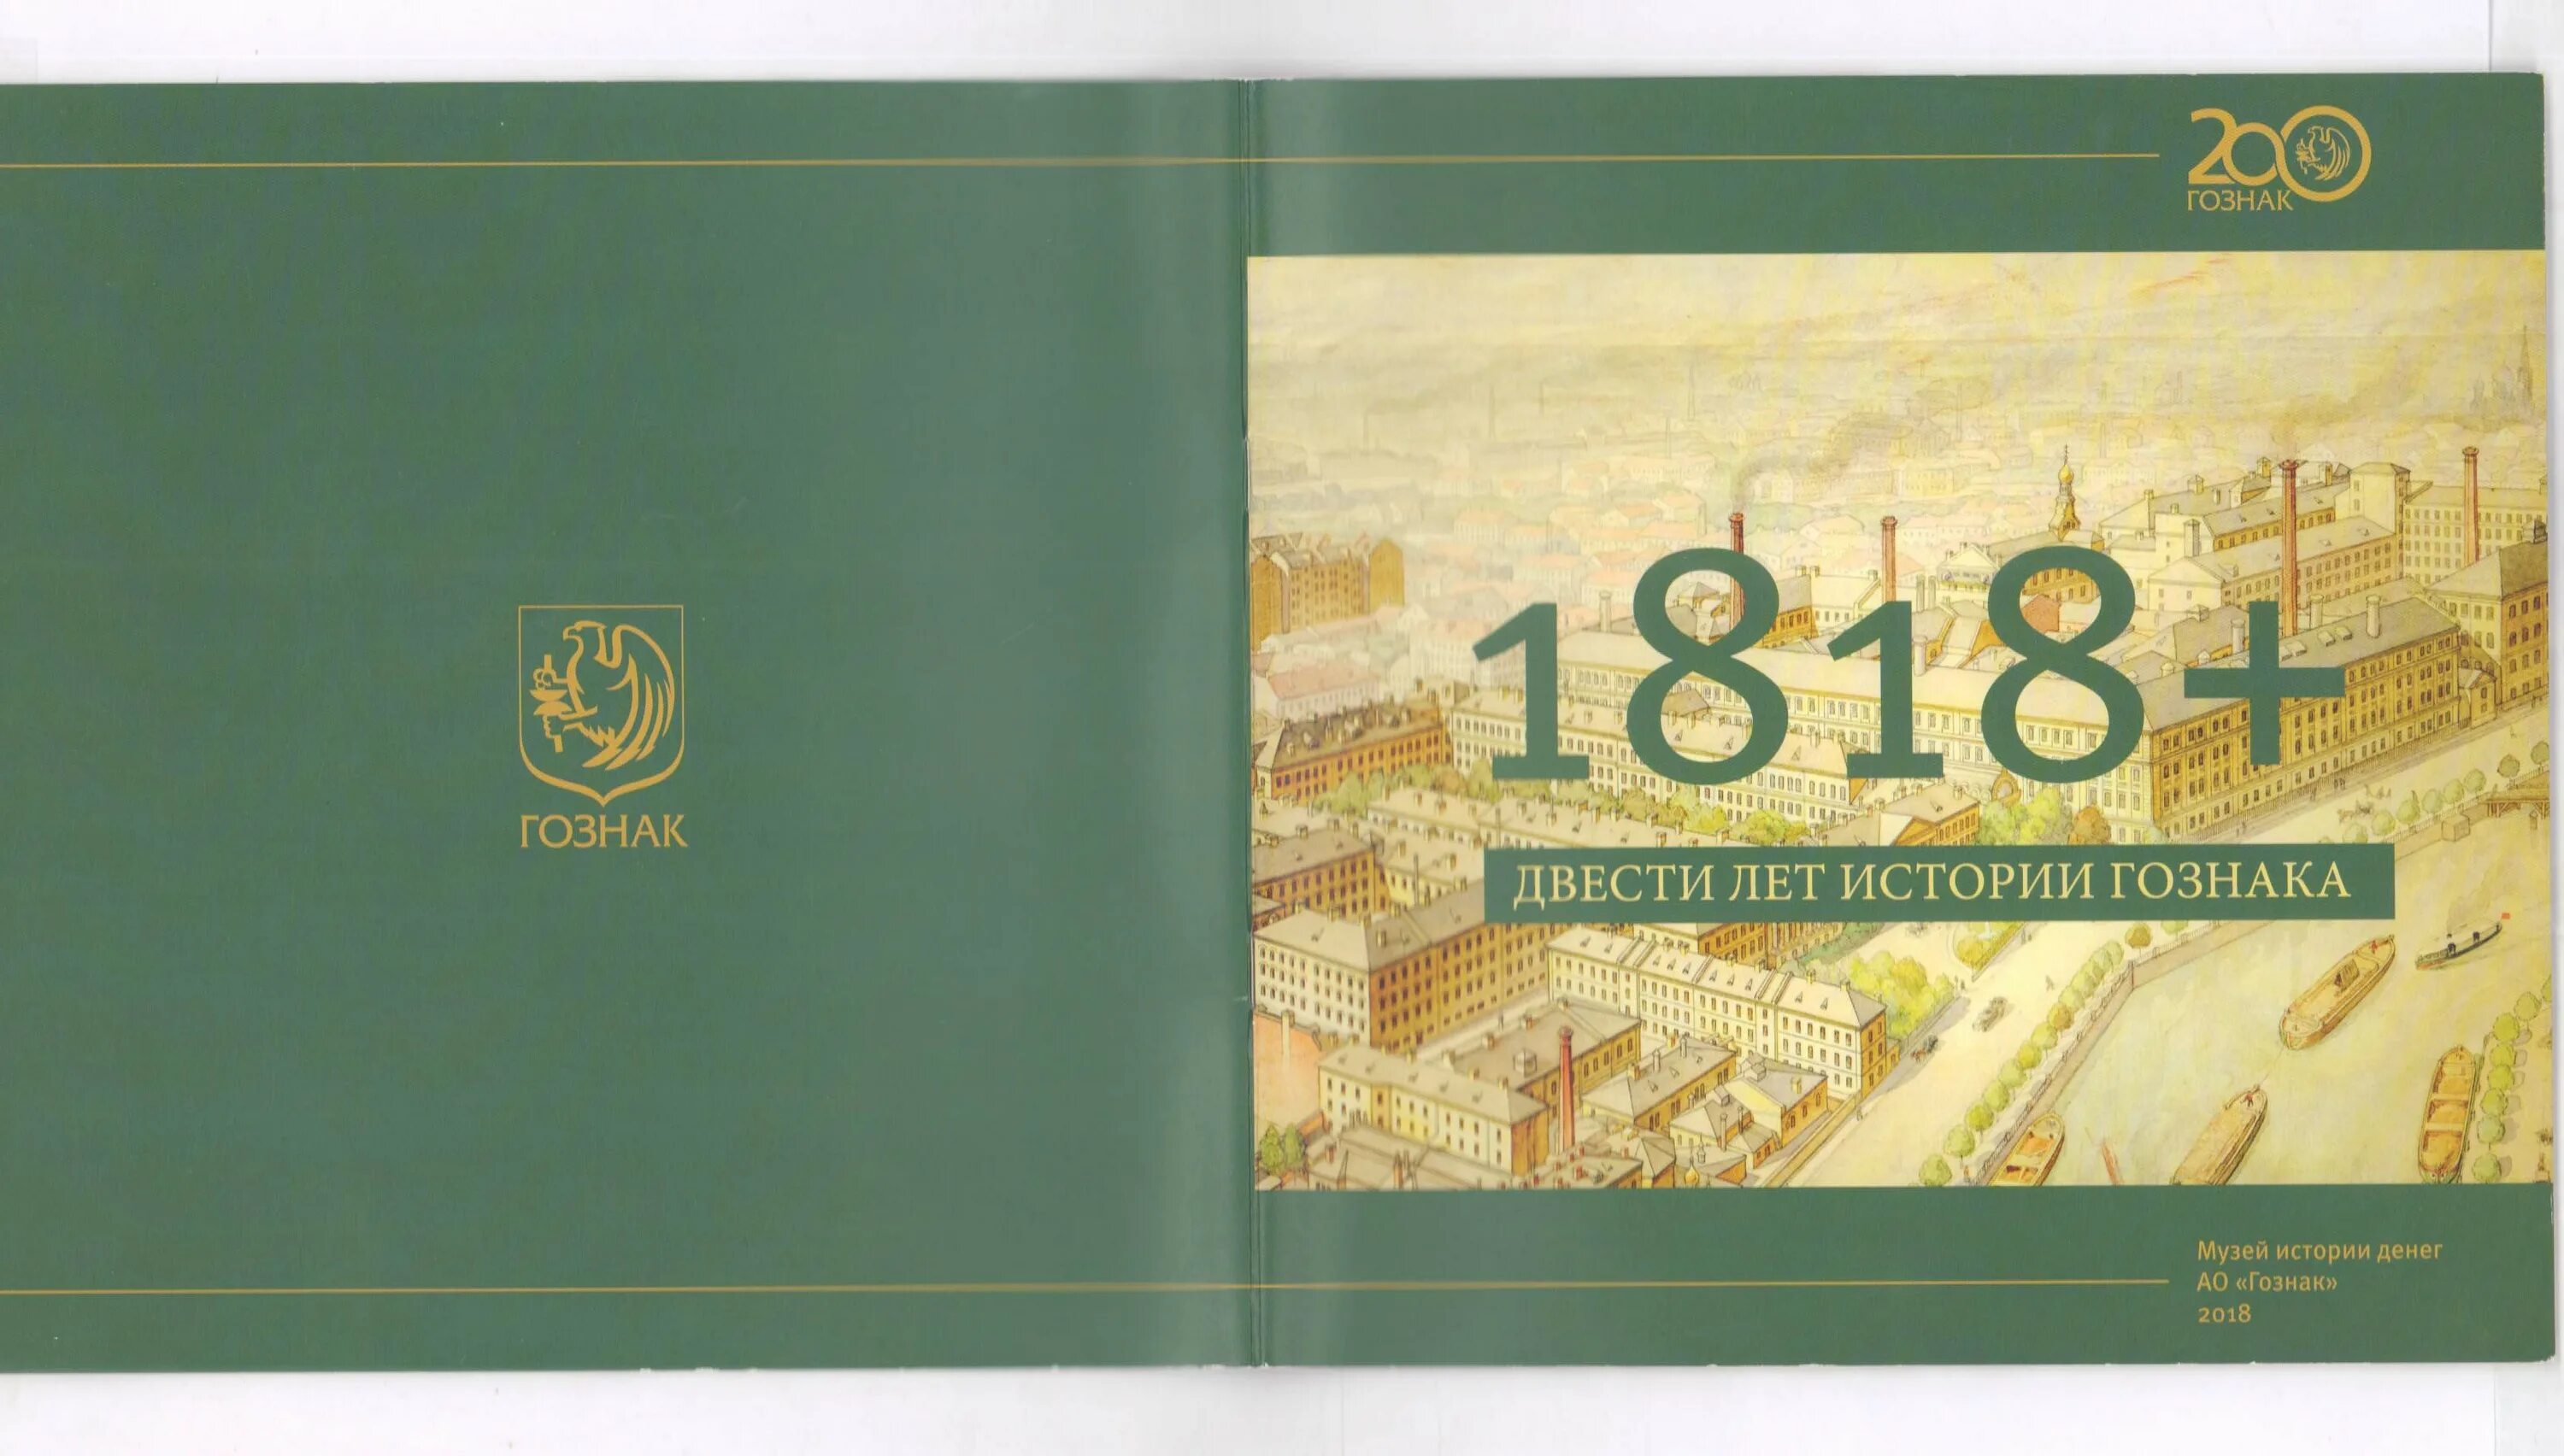 ГОЗНАК
200
ГОЗНАК
1818+
ДВЕСТИ ЛЕТ ИСТОРИИ ГОЗНАКА
Музей истории денег
АО «Гознак»
2018